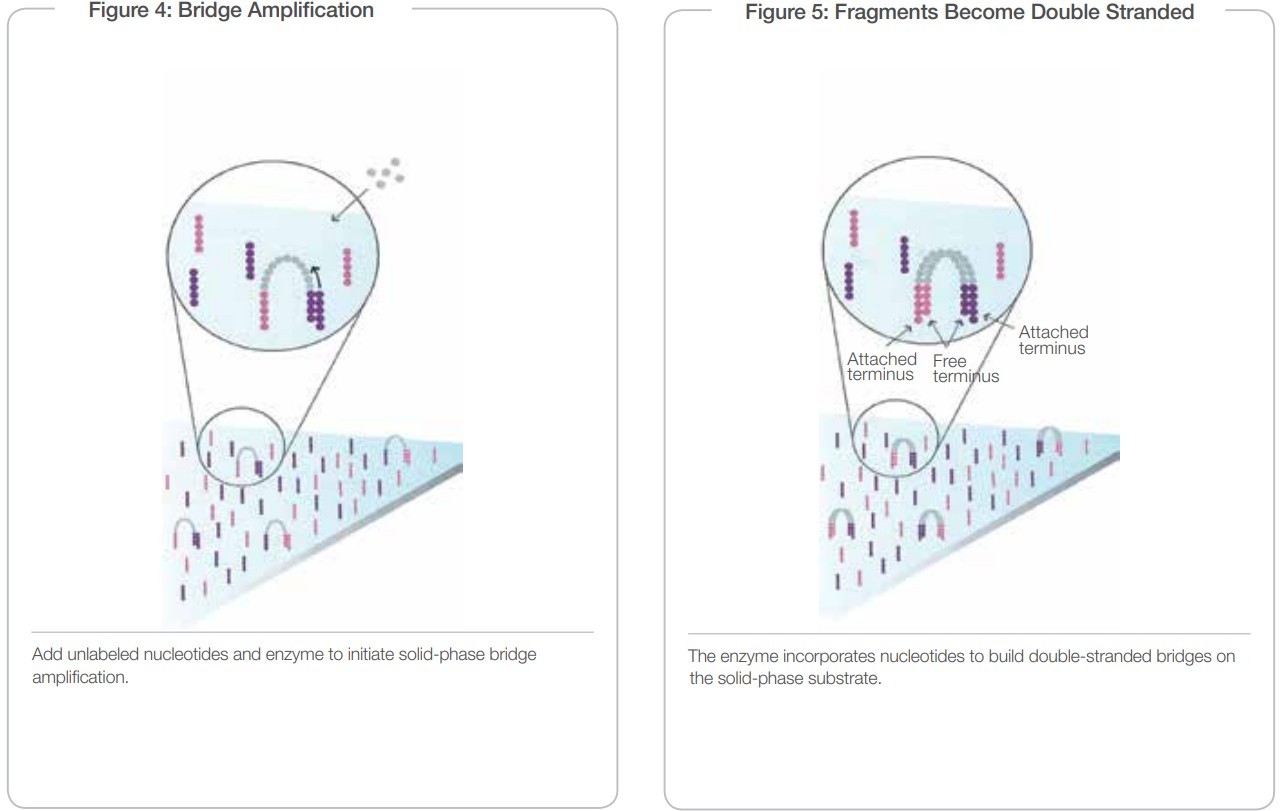 Figure 4: Bridge Amplification
Add unlabeled nucleotides and enzyme to initiate solid-phase bridge
amplification.
Figure 5: Fragments Become Double Stranded
Attached
terminus
Attached
terminus
Free
terminus
The enzyme incorporates nucleotides to build double-stranded bridges on
the solid-phase substrate.